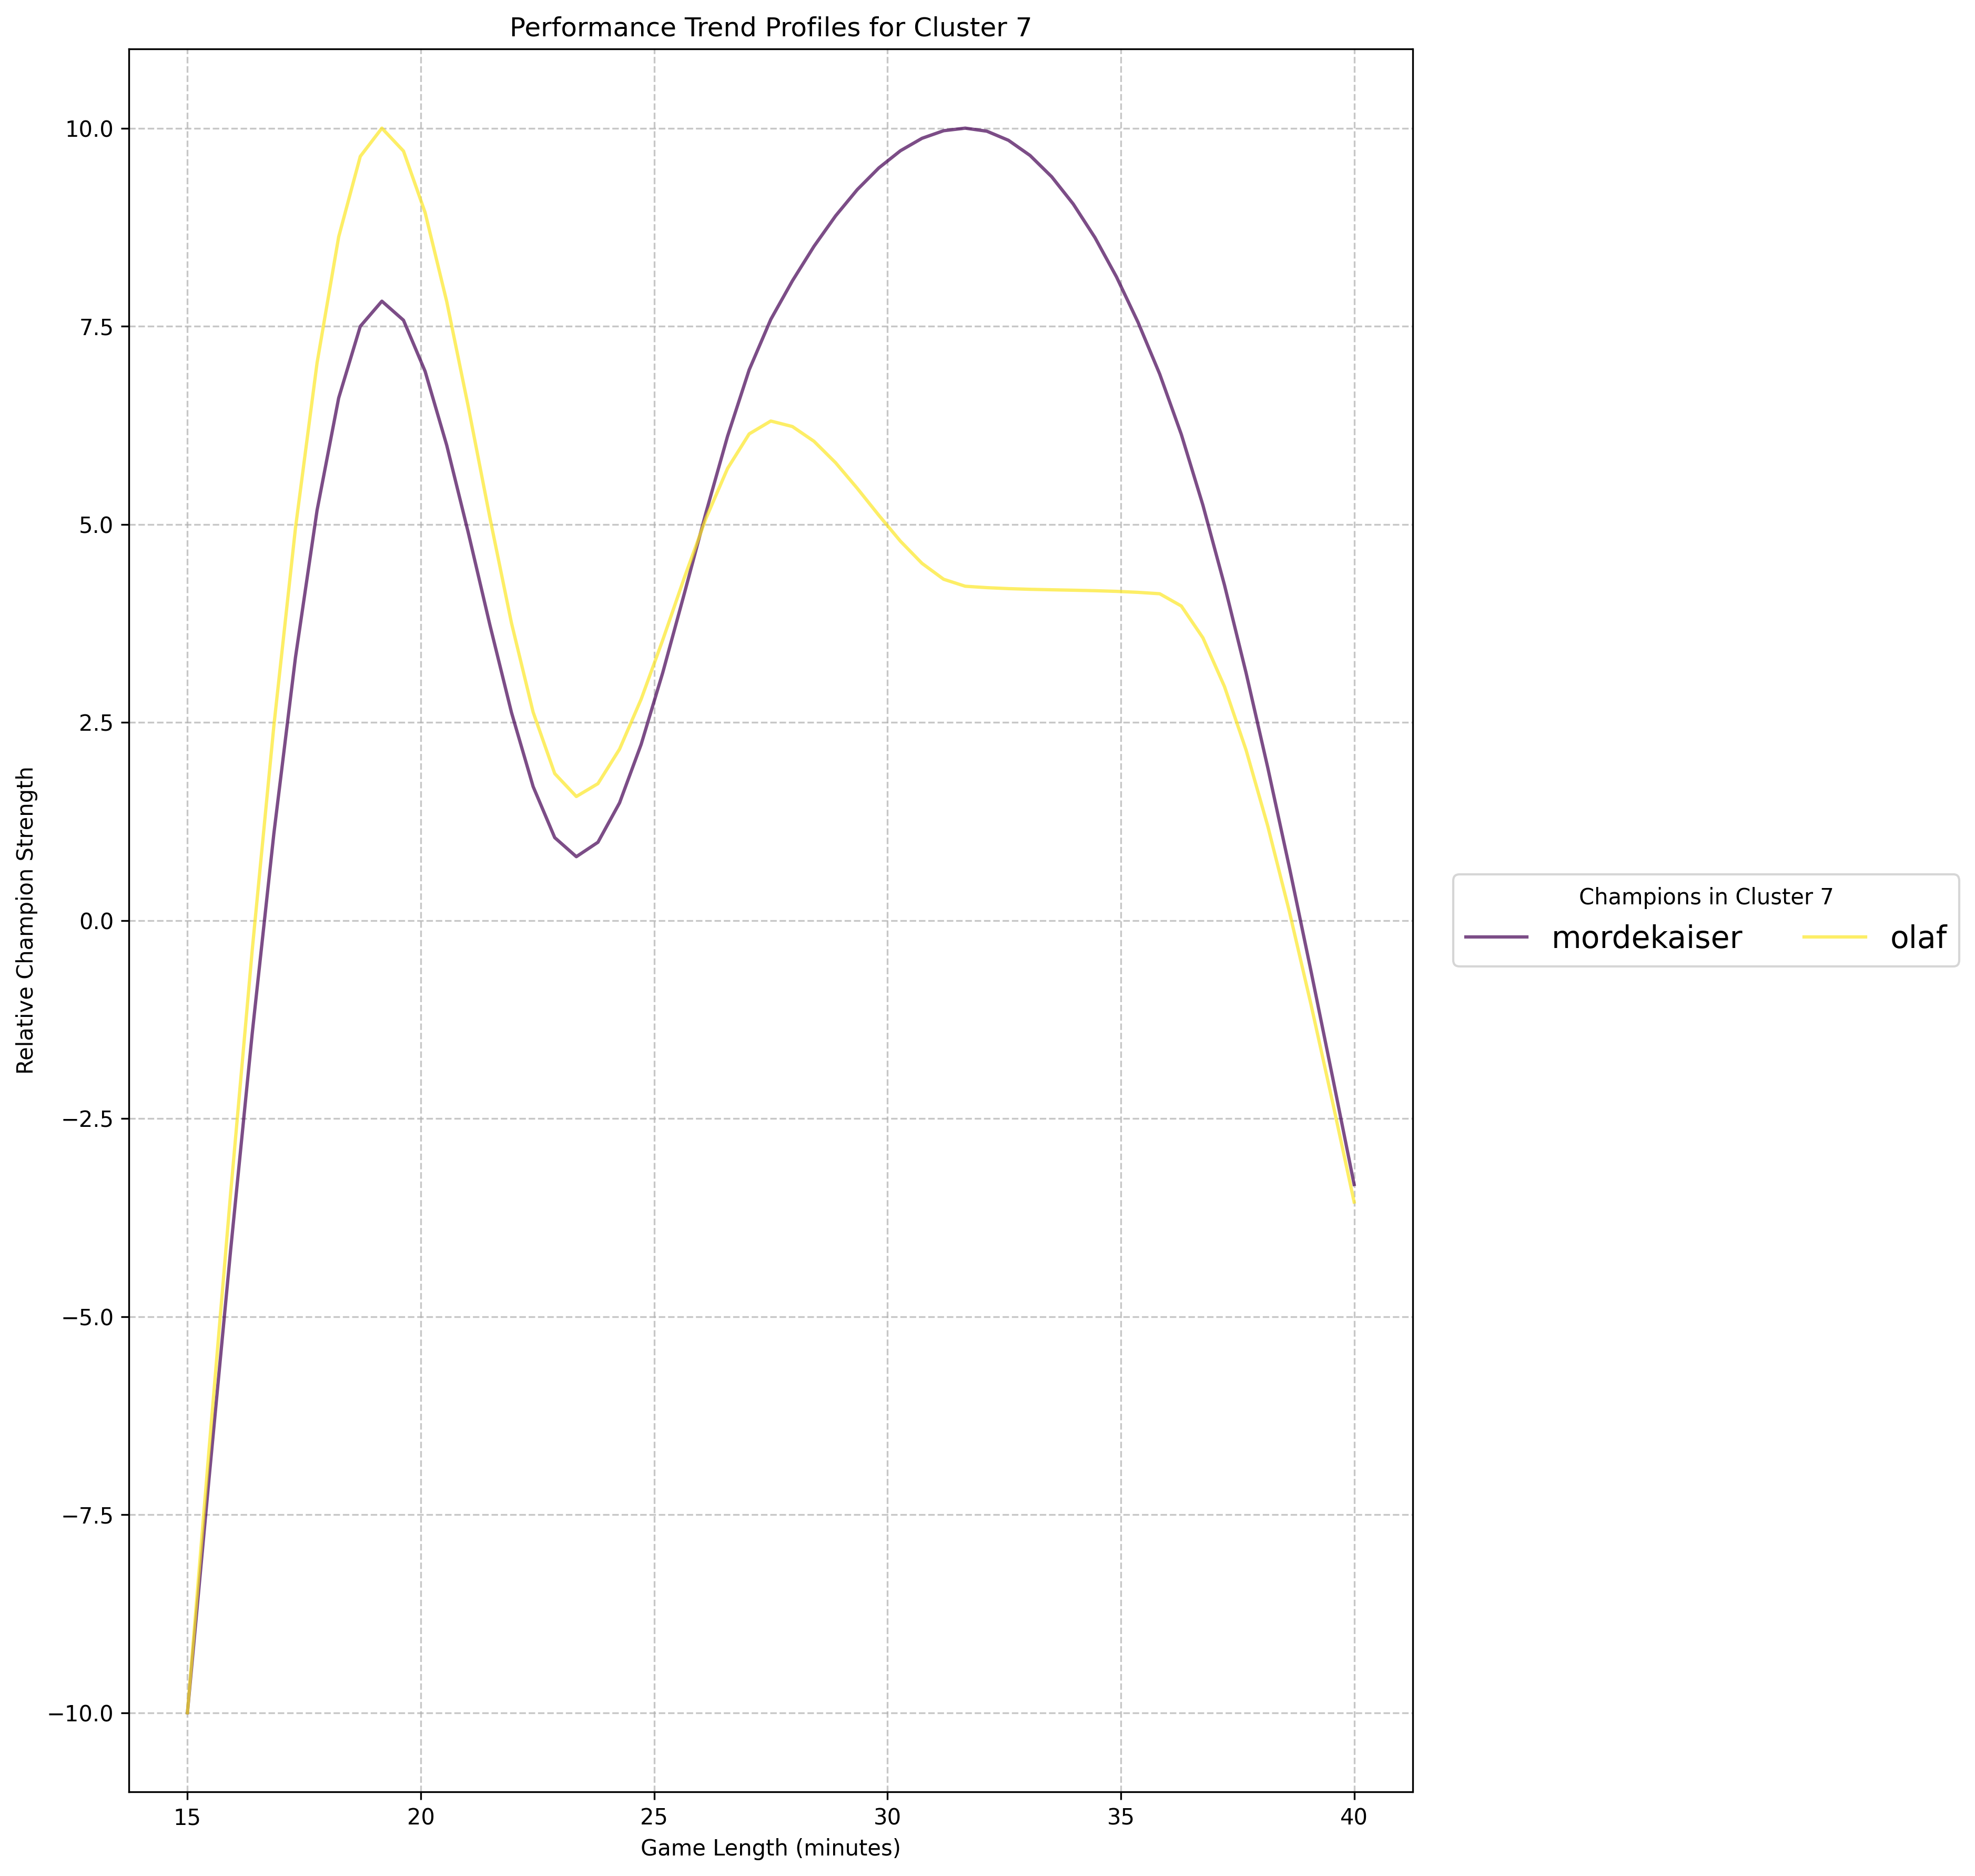 Performance Trend Profiles for Cluster 7
Relative Champion Strength
10.0
7.5
5.0
2.5
0.0
−2.5
−5.0
−7.5
−10.0
15 20 25 30 35 40
Game Length (minutes)
Champions in Cluster 7
mordekaiser olaf